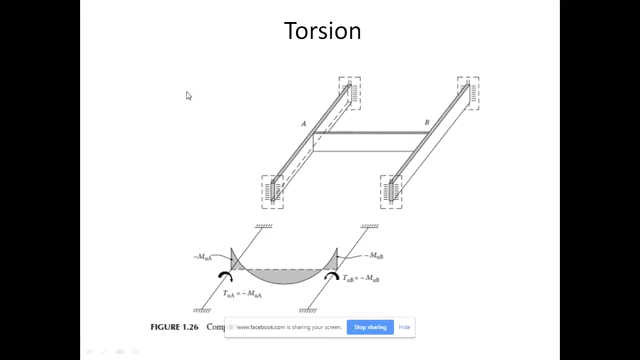 Torsion
A
B
−MuA
−MuB
TuB = −MuB
TuA = −MuA
FIGURE 1.26 Comp
www.facebook.com is sharing your screen. Stop sharing Hide